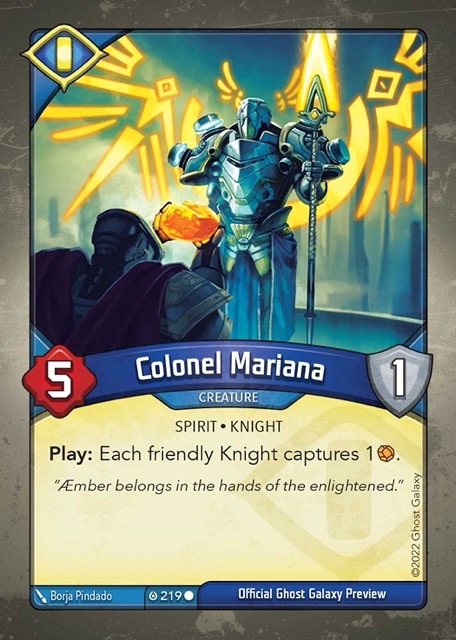 Colonel Mariana
CREATURE
5
1
SPIRIT • KNIGHT
Play: Each friendly Knight captures 1.
"Æmber belongs in the hands of the enlightened."
©2022 Ghost Galaxy
Borja Pindado
219
Official Ghost Galaxy Preview